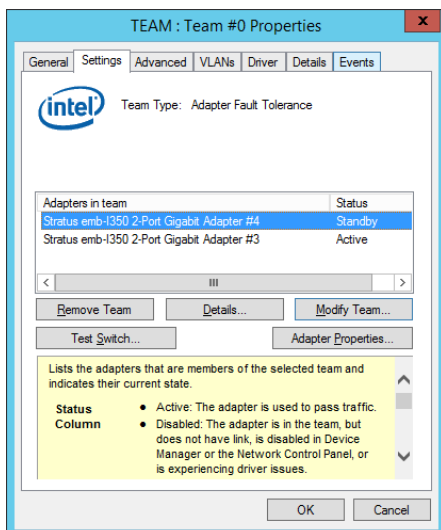 TEAM : Team #0 Properties
x
General Settings Advanced VLANs Driver Details Events
intel Team Type: Adapter Fault Tolerance
Adapters in team Status
Stratus emb-I350 2-Port Gigabit Adapter #4 Standby
Stratus emb-I350 2-Port Gigabit Adapter #3 Active
Remove Team Details... Modify Team...
Test Switch... Adapter Properties...
Lists the adapters that are members of the selected team and
indicates their current state.
Status • Active: The adapter is used to pass traffic.
Column • Disabled: The adapter is in the team, but
does not have link, is disabled in Device
Manager or the Network Control Panel, or
is experiencing driver issues.
OK Cancel